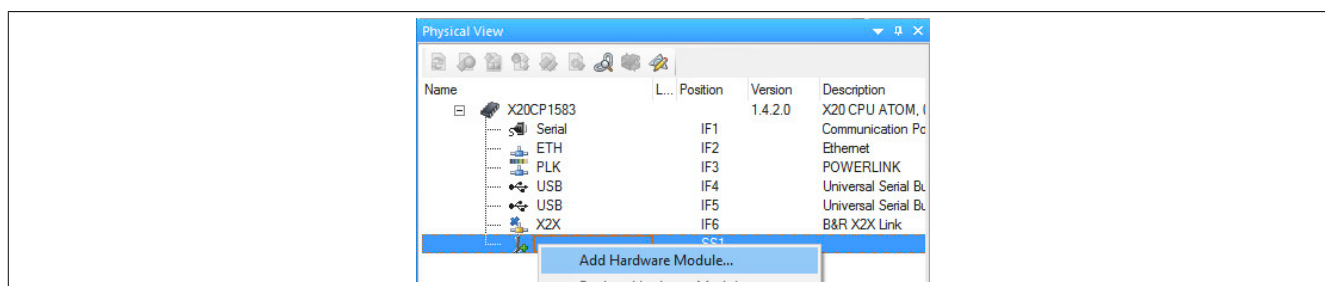 Physical View
Name L... Position Version Description
X20CP1583 1.4.2.0 X20 CPU ATOM, (
Serial IF1 Communication Po
ETH IF2 Ethernet
PLK IF3 POWERLINK
USB IF4 Universal Serial Bu
USB IF5 Universal Serial Bu
X2X IF6 B&R X2X Link
SS1
Add Hardware Module...